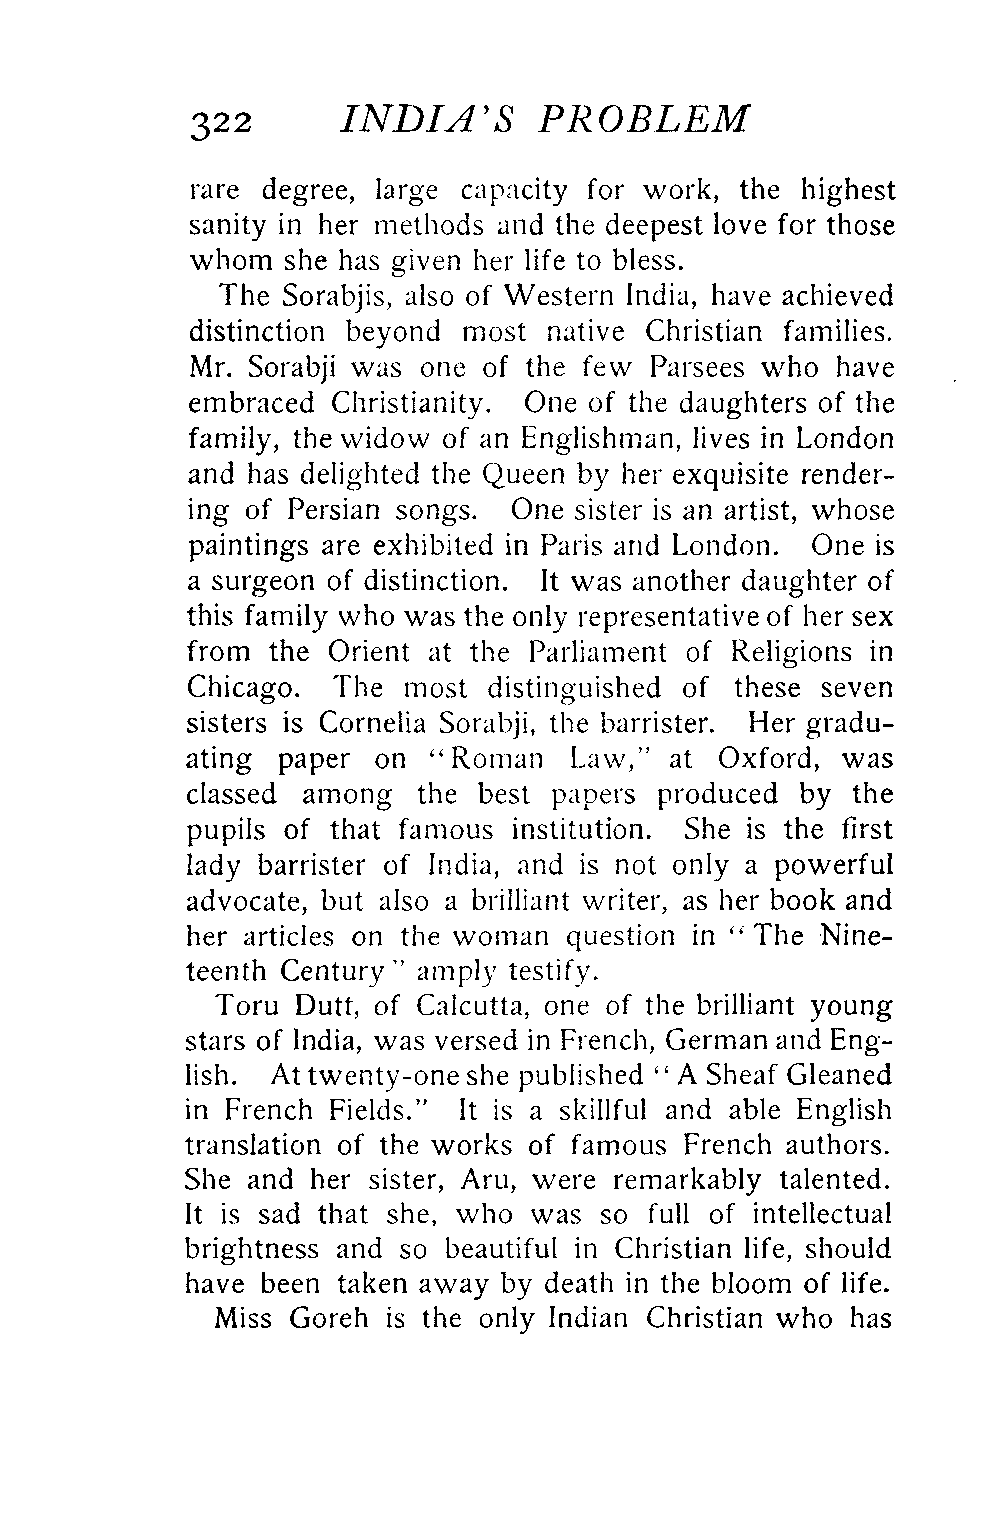 322 INDIA'S PROBLEM
rare degree, large capacity for work, the highest
sanity in her methods and the deepest love for those
whom she has given her life to bless.
The Sorabjis, also of Western India, have achieved
distinction beyond most native Christian families.
Mr. Sorabji was one of the few Parsees who have
embraced Christianity. One of the daughters of the
family, the widow of an Englishman, lives in London
and has delighted the Queen by her exquisite render-
ing of Persian songs. One sister is an artist, whose
paintings are exhibited in Paris and London. One is
a surgeon of distinction. It was another daughter of
this family who was the only representative of her sex
from the Orient at the Parliament of Religions in
Chicago. The most distinguished of these seven
sisters is Cornelia Sorabji, the barrister. Her gradu-
ating paper on "Roman Law," at Oxford, was
classed among the best papers produced by the
pupils of that famous institution. She is the first
lady barrister of India, and is not only a powerful
advocate, but also a brilliant writer, as her book and
her articles on the woman question in "The Nine-
teenth Century" amply testify.
Toru Dutt, of Calcutta, one of the brilliant young
stars of India, was versed in French, German and Eng-
lish. At twenty-one she published "A Sheaf Gleaned
in French Fields." It is a skillful and able English
translation of the works of famous French authors.
She and her sister, Aru, were remarkably talented.
It is sad that she, who was so full of intellectual
brightness and so beautiful in Christian life, should
have been taken away by death in the bloom of life.
Miss Goreh is the only Indian Christian who has